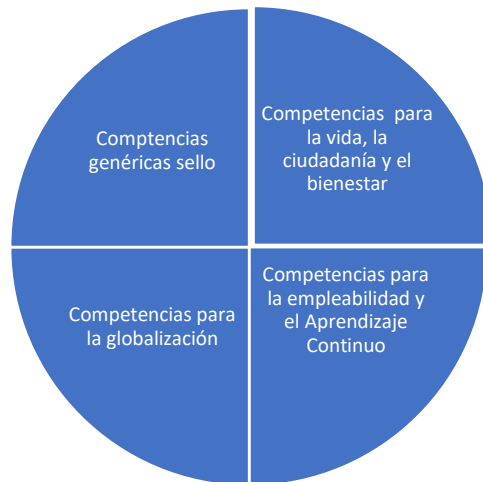 Comptencias
genéricas sello
Competencias para
la vida, la
ciudadanía y el
bienestar
Competencias para
la globalización
Competencias para
la empleabilidad y
el Aprendizaje
Continuo